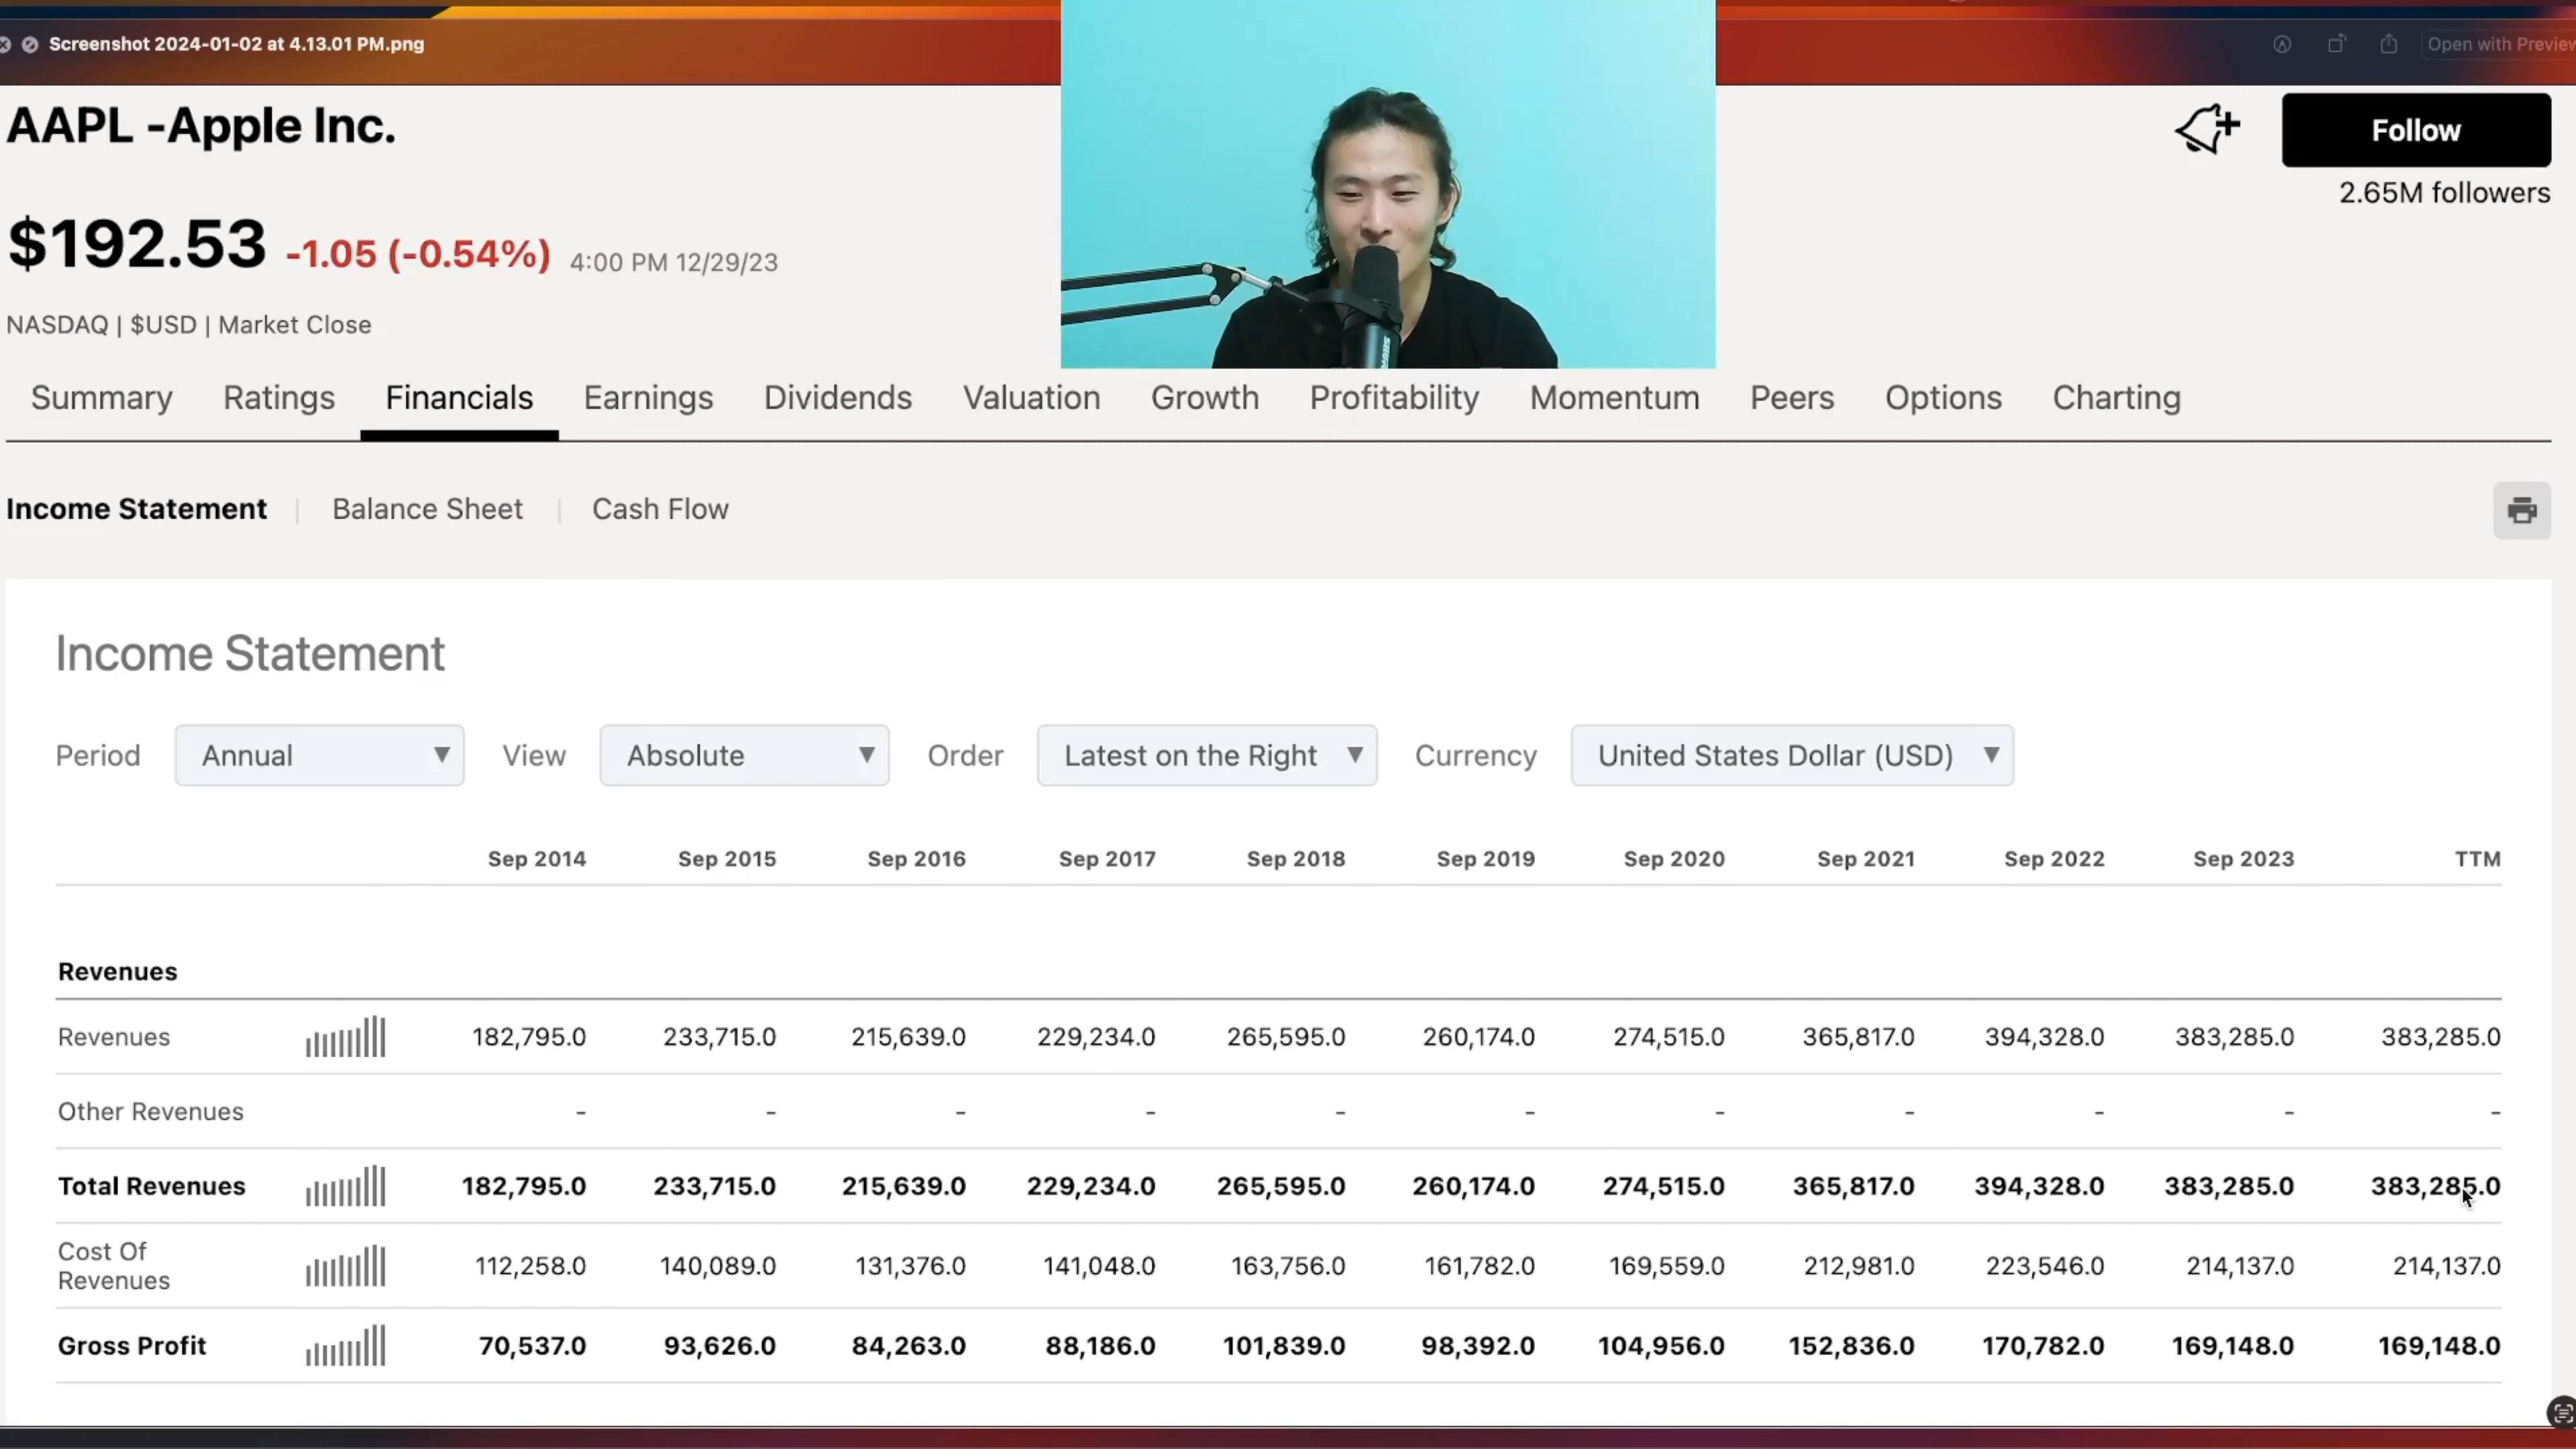 Screenshot 2024-01-02 at 4.13.01 PM.png
Open with Preview
AAPL -Apple Inc.
Follow
2.65M followers
$192.53 -1.05 (-0.54%) 4:00 PM 12/29/23
NASDAQ | $USD | Market Close
Summary Ratings Financials Earnings Dividends Valuation Growth Profitability Momentum Peers Options Charting
Income Statement | Balance Sheet | Cash Flow
Income Statement
Period Annual View Absolute Order Latest on the Right Currency United States Dollar (USD)
Sep 2014 Sep 2015 Sep 2016 Sep 2017 Sep 2018 Sep 2019 Sep 2020 Sep 2021 Sep 2022 Sep 2023 TTM
Revenues
Revenues 182,795.0 233,715.0 215,639.0 229,234.0 265,595.0 260,174.0 274,515.0 365,817.0 394,328.0 383,285.0 383,285.0
Other Revenues - - - - - - - - - - -
Total Revenues 182,795.0 233,715.0 215,639.0 229,234.0 265,595.0 260,174.0 274,515.0 365,817.0 394,328.0 383,285.0 383,285.0
Cost Of
Revenues 112,258.0 140,089.0 131,376.0 141,048.0 163,756.0 161,782.0 169,559.0 212,981.0 223,546.0 214,137.0 214,137.0
Gross Profit 70,537.0 93,626.0 84,263.0 88,186.0 101,839.0 98,392.0 104,956.0 152,836.0 170,782.0 169,148.0 169,148.0